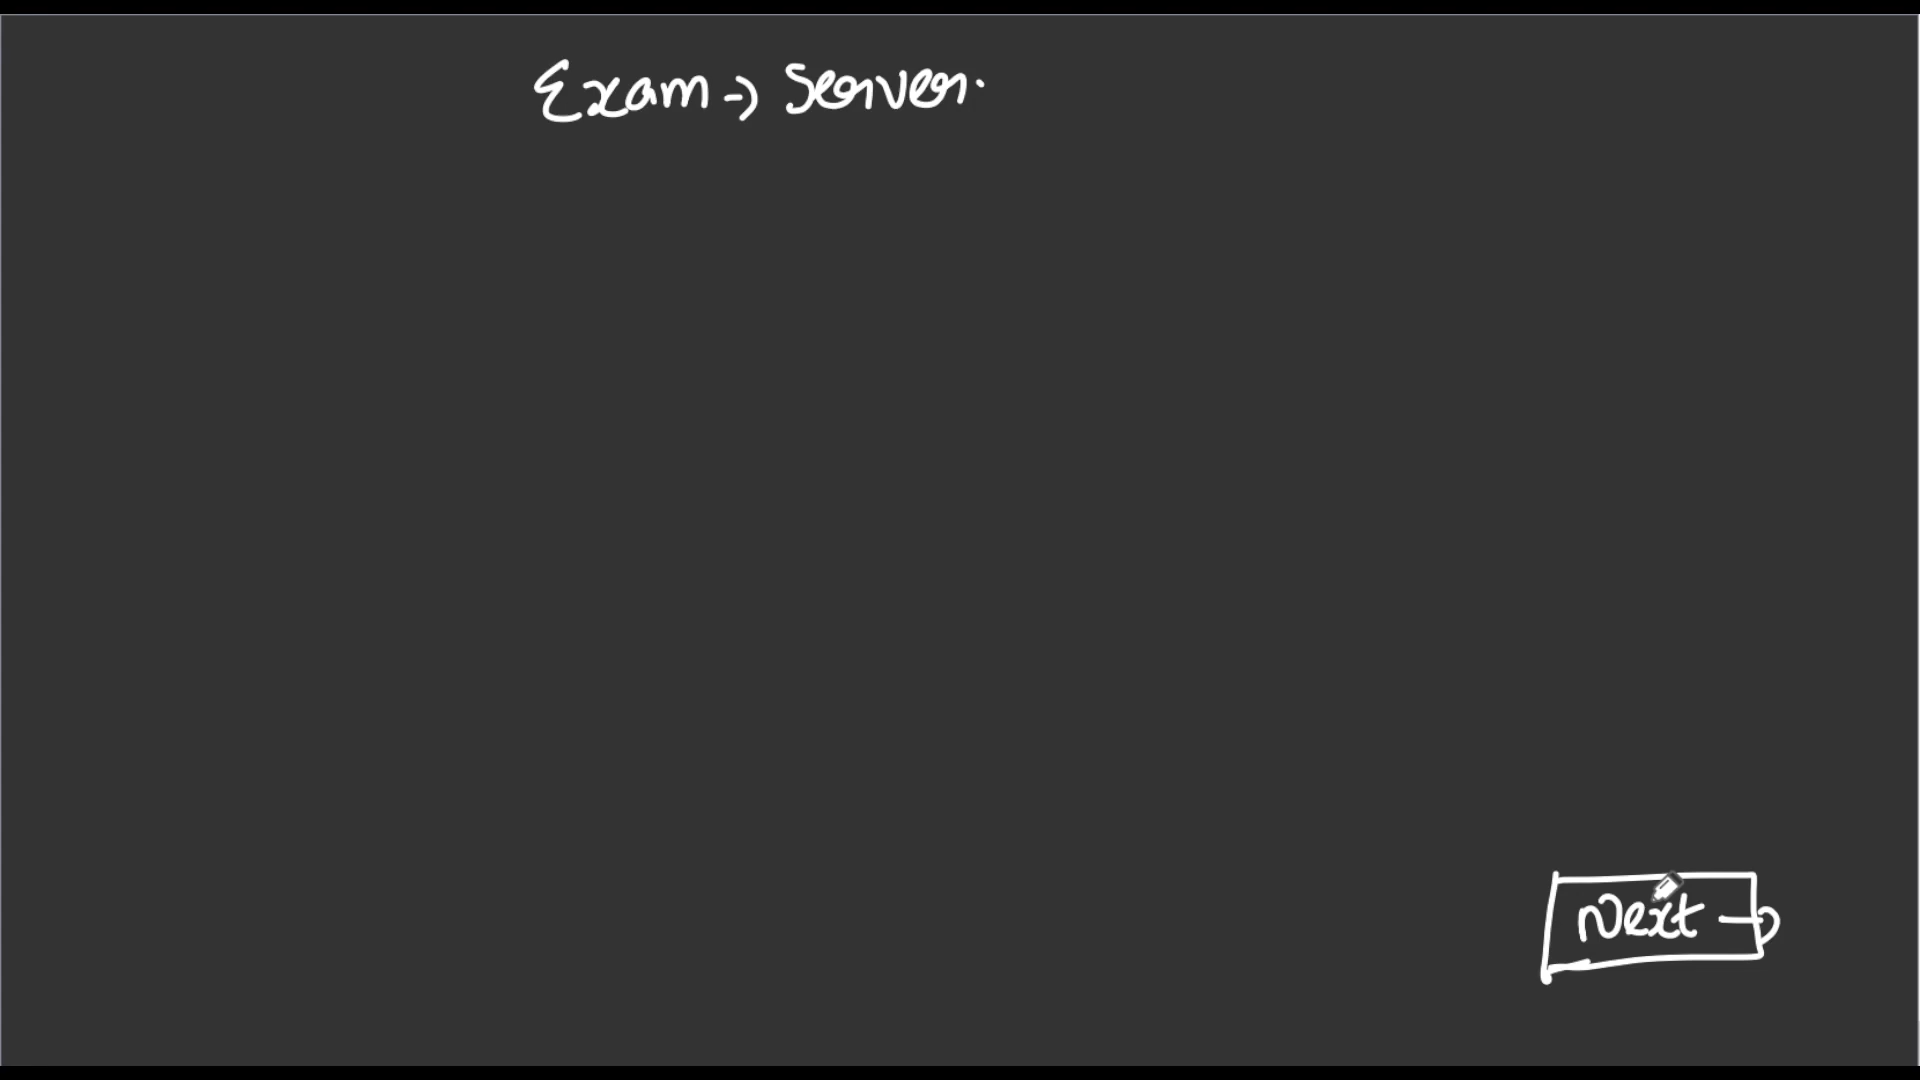 Exam → Server.
Next →